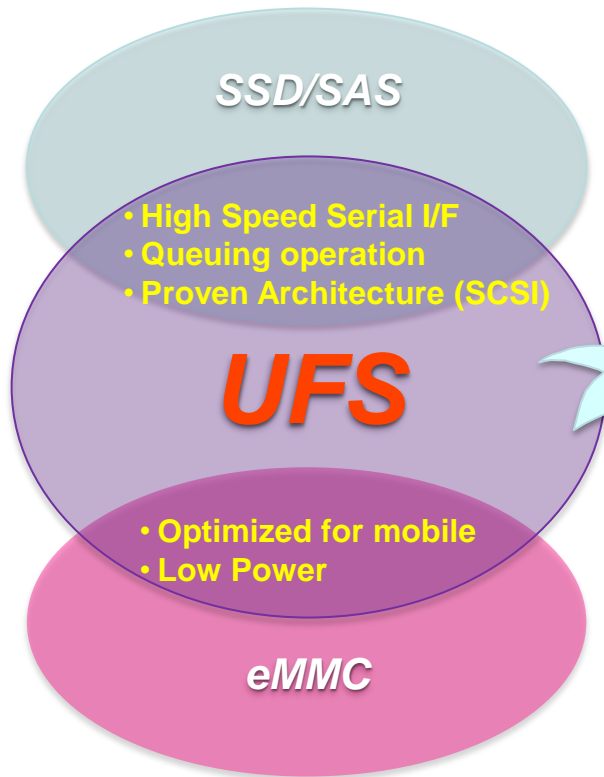 SSD/SAS
• High Speed Serial I/F
• Queuing operation
• Proven Architecture (SCSI)
UFS
• Optimized for mobile
• Low Power
eMMC